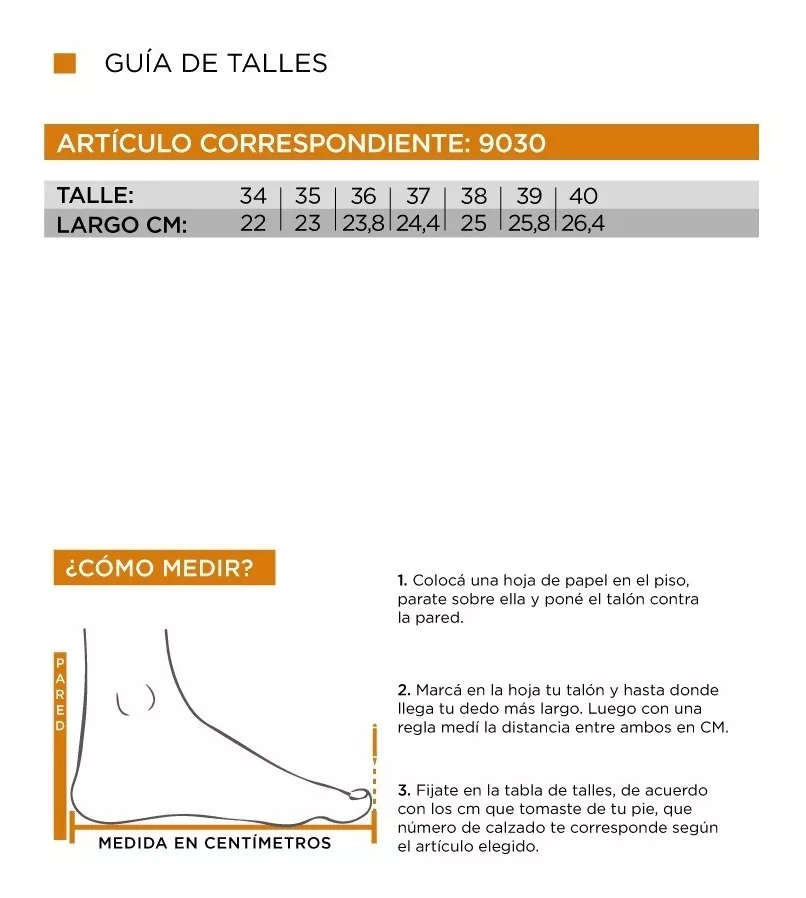 GUÍA DE TALLES
ARTÍCULO CORRESPONDIENTE: 9030
TALLE: 34 35 36 37 38 39 40
LARGO CM: 22 23 23,8 24,4 25 25,8 26,4
¿CÓMO MEDIR?
1. Colocá una hoja de papel en el piso,
parate sobre ella y poné el talón contra
la pared.
PARED
2. Marcá en la hoja tu talón y hasta donde
llega tu dedo más largo. Luego con una
regla medí la distancia entre ambos en CM.
3. Fijate en la tabla de talles, de acuerdo
con los cm que tomaste de tu pie, que
número de calzado te corresponde según
el artículo elegido.
MEDIDA EN CENTÍMETROS